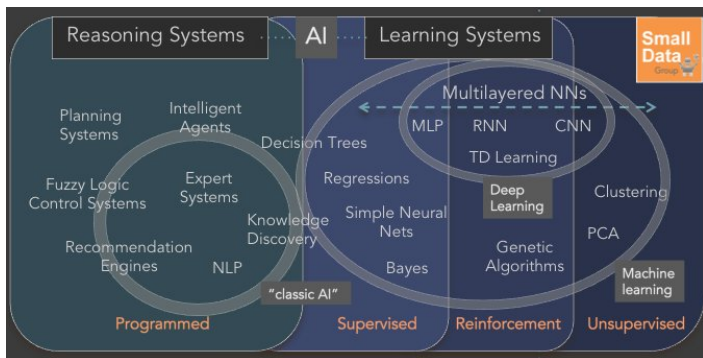 Reasoning Systems
AI
Learning Systems
Small
Data
Group
Multilayered NNs
Planning
Systems
Intelligent
Agents
Decision Trees
MLP
RNN
CNN
TD Learning
Fuzzy Logic
Control Systems
Expert
Systems
Regressions
Deep
Learning
Clustering
Knowledge
Discovery
Simple Neural
Nets
PCA
Recommendation
Engines
NLP
Bayes
Genetic
Algorithms
"classic AI"
Machine
learning
Programmed
Supervised
Reinforcement
Unsupervised